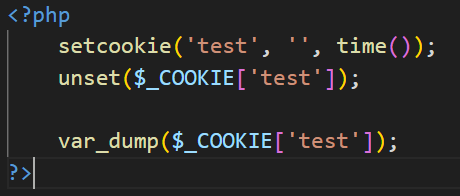 <?php
    setcookie('test', '', time());
    unset($_COOKIE['test']);

    var_dump($_COOKIE['test']);
?>